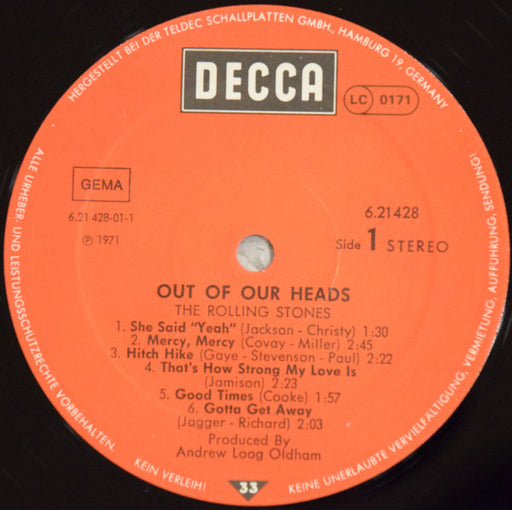 HERGESTELLT BEI DER TELDEC SCHALLPLATTEN GMBH., HAMBURG 19, GERMANY
DECCA
LC 0171
GEMA
6.21 428-01-1
℗ 1971
6.21428
Side 1 STEREO
OUT OF OUR HEADS
THE ROLLING STONES
1. She Said "Yeah" (Jackson - Christy) 1:30
2. Mercy, Mercy (Covay - Miller) 2:45
3. Hitch Hike (Gaye - Stevenson - Paul) 2:22
4. That's How Strong My Love Is
(Jamison) 2:23
5. Good Times (Cooke) 1:57
6. Gotta Get Away
(Jagger - Richard) 2:03
Produced By
Andrew Loog Oldham
33
ALLE URHEBER- UND LEISTUNGSSCHUTZRECHTE VORBEHALTEN.
KEIN VERLEIH! KEINE UNERLAUBTE VERVIELFÄLTIGUNG, VERMIETUNG, AUFFÜHRUNG, SENDUNG!